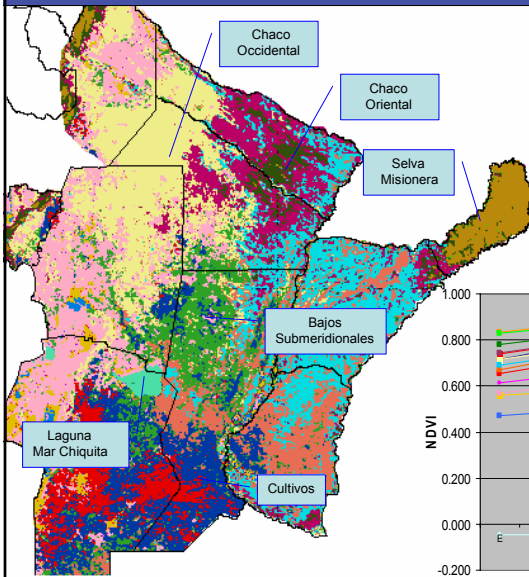 Chaco
Occidental
Chaco
Oriental
Selva
Misionera
Bajos
Submeridionales
Laguna
Mar Chiquita
Cultivos
1.000
0.800
0.600
0.400
0.200
0.000
-0.200
NDVI
E